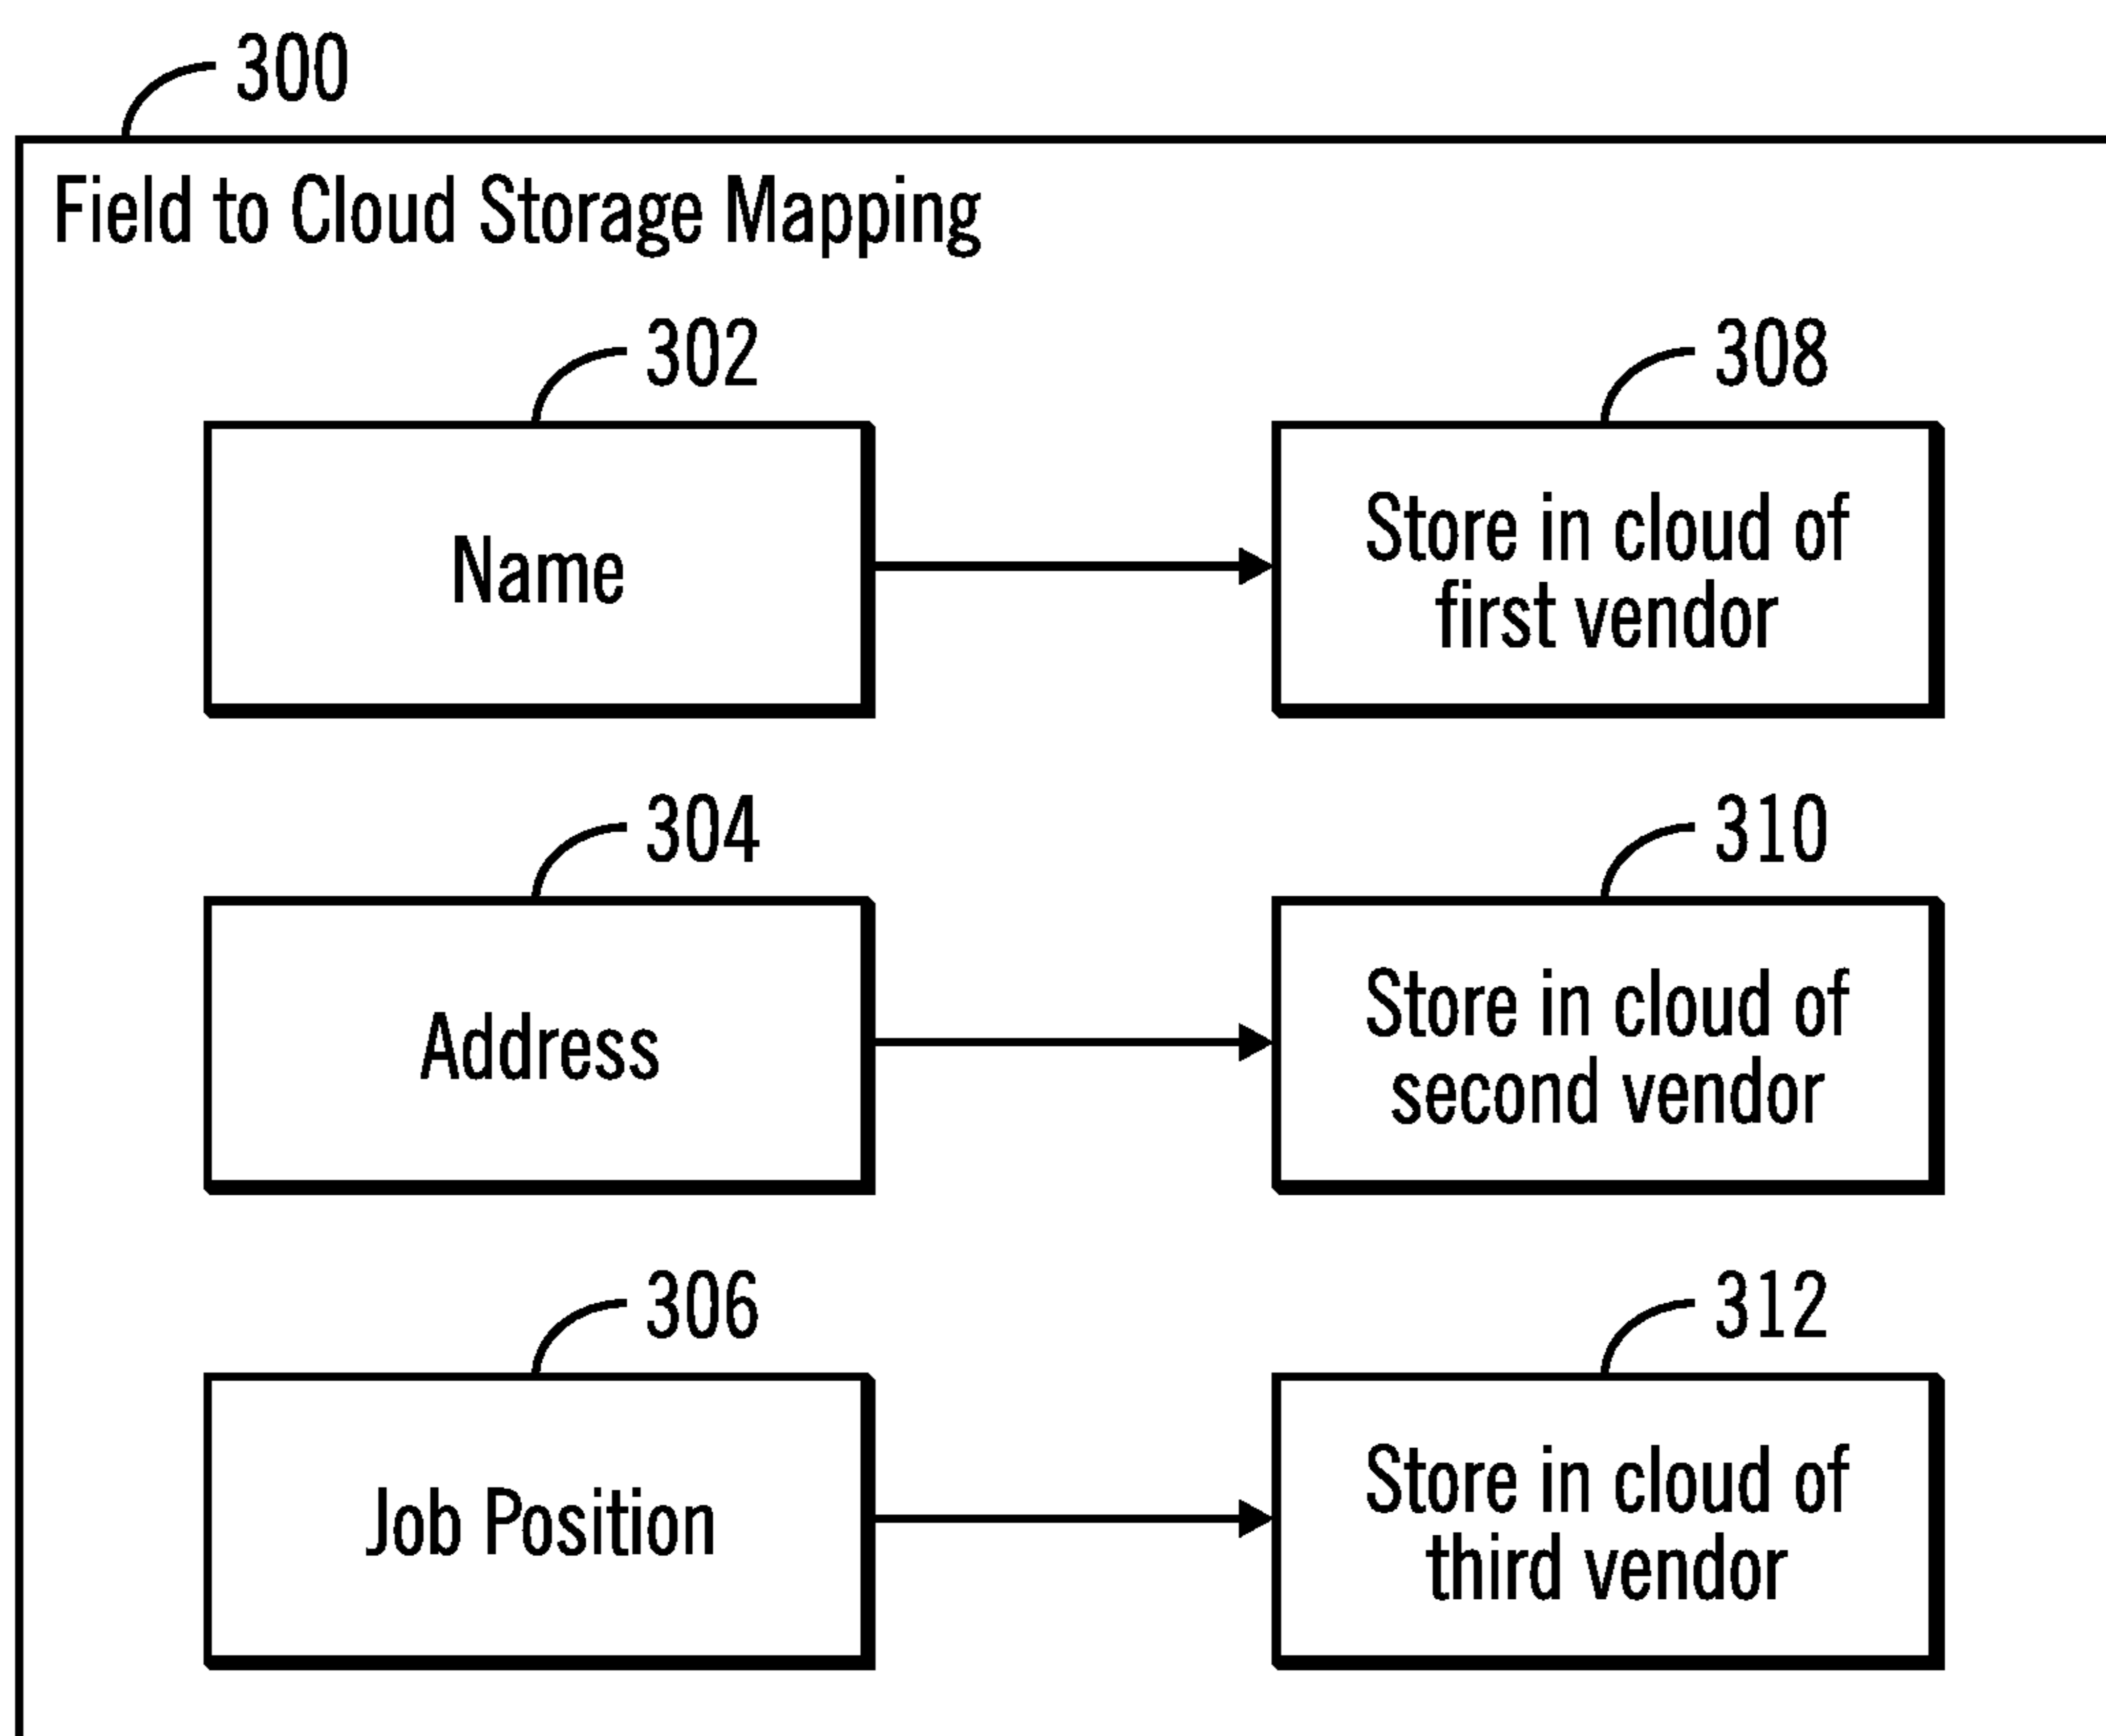 300
Field to Cloud Storage Mapping
302
308
Name
Store in cloud of
first vendor
304
310
Address
Store in cloud of
second vendor
306
312
Job Position
Store in cloud of
third vendor